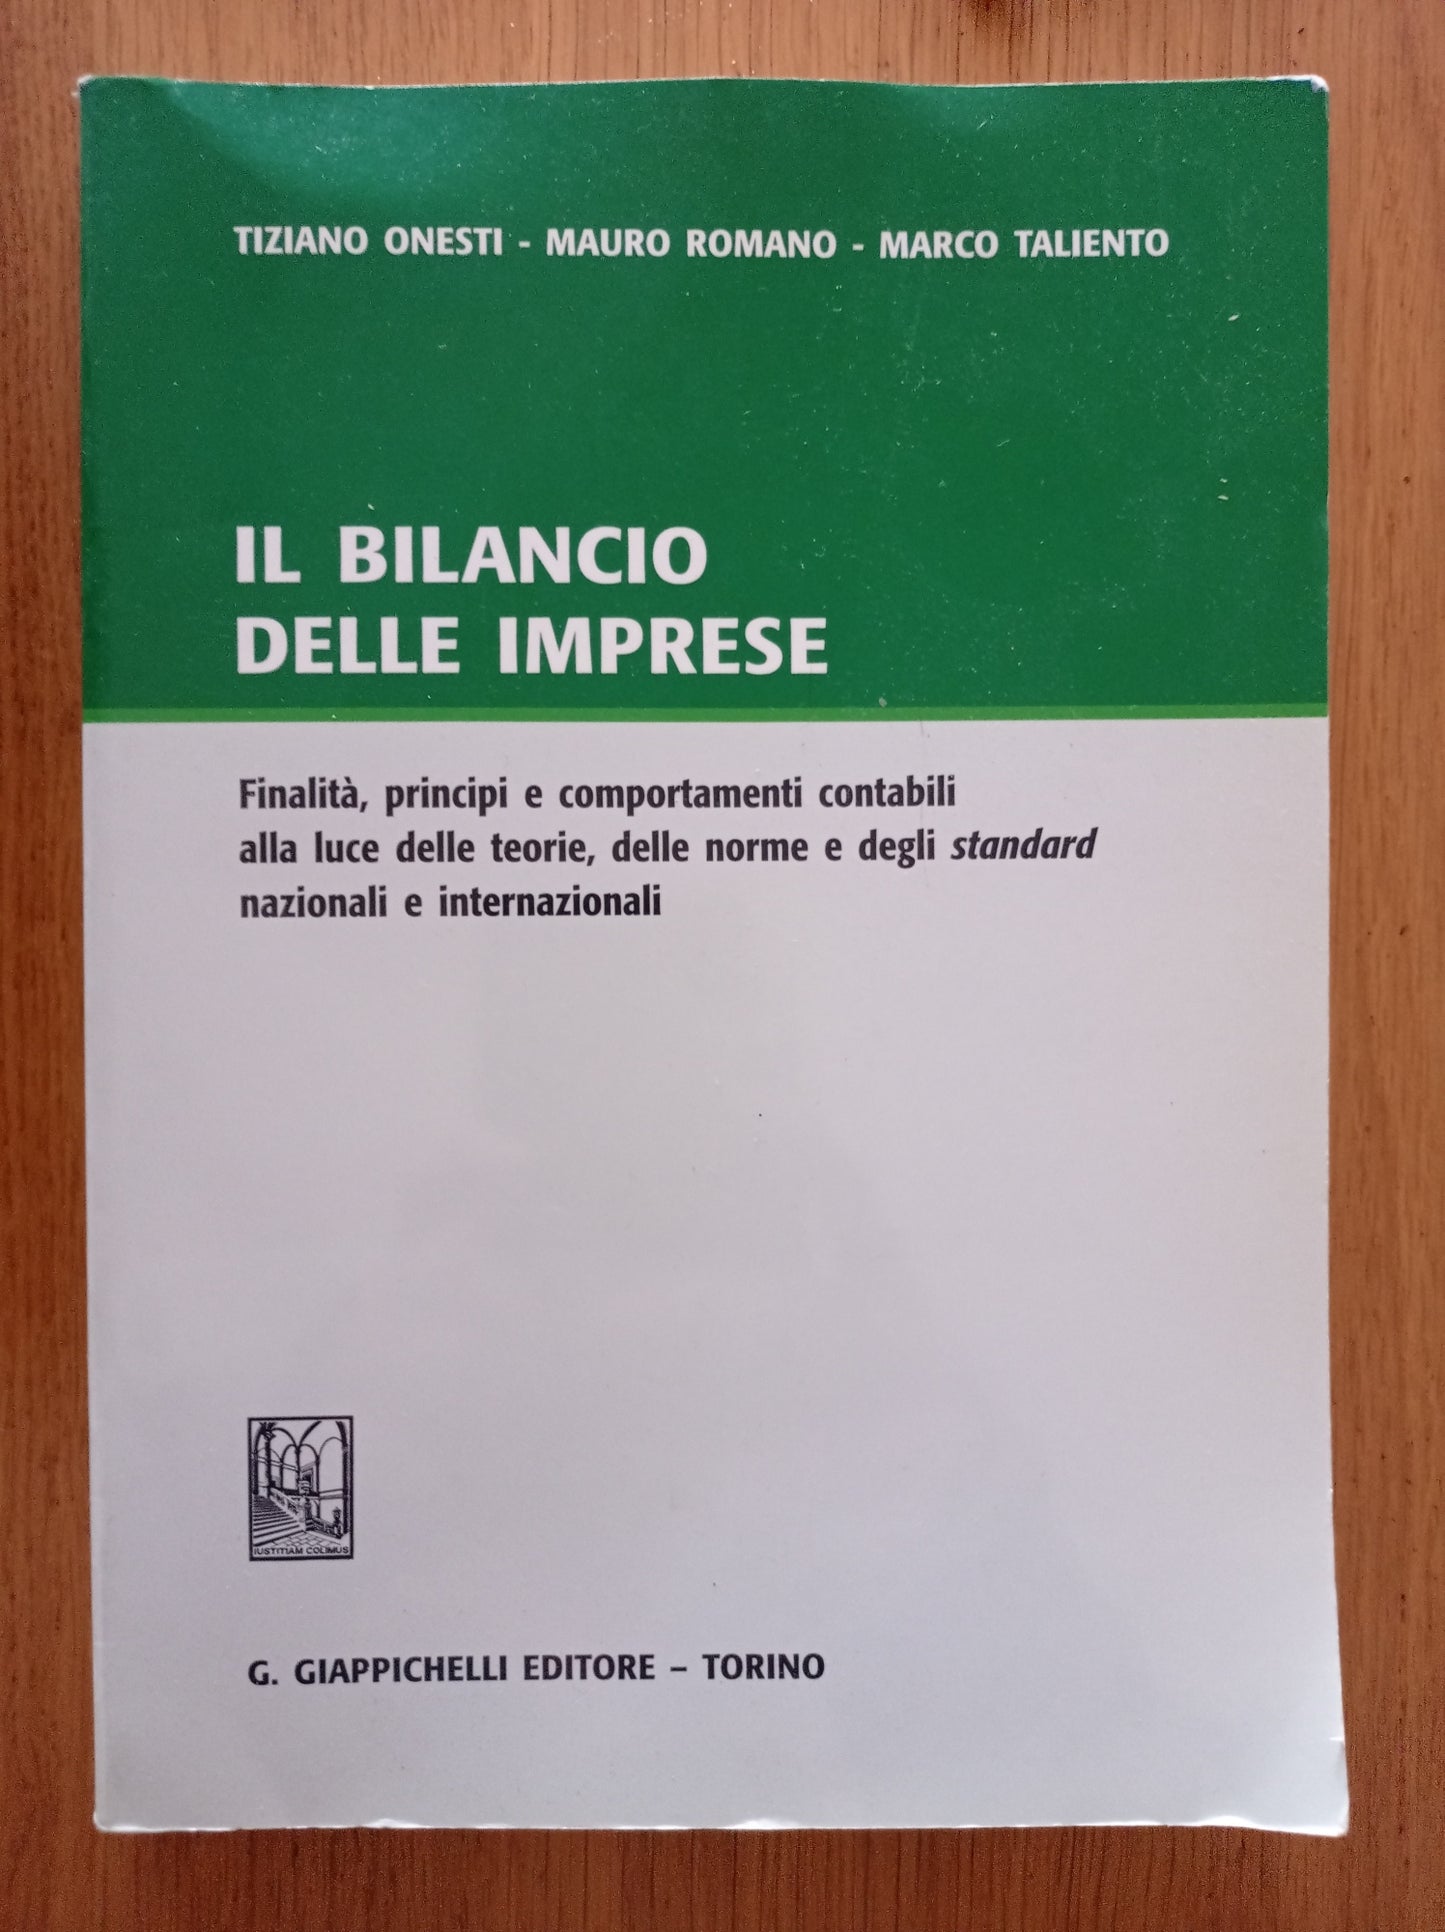 TIZIANO ONESTI - MAURO ROMANO - MARCO TALIENTO
IL BILANCIO
DELLE IMPRESE
Finalità, principi e comportamenti contabili
alla luce delle teorie, delle norme e degli standard
nazionali e internazionali
IUSTITIAM COLIMUS
G. GIAPPICHELLI EDITORE – TORINO